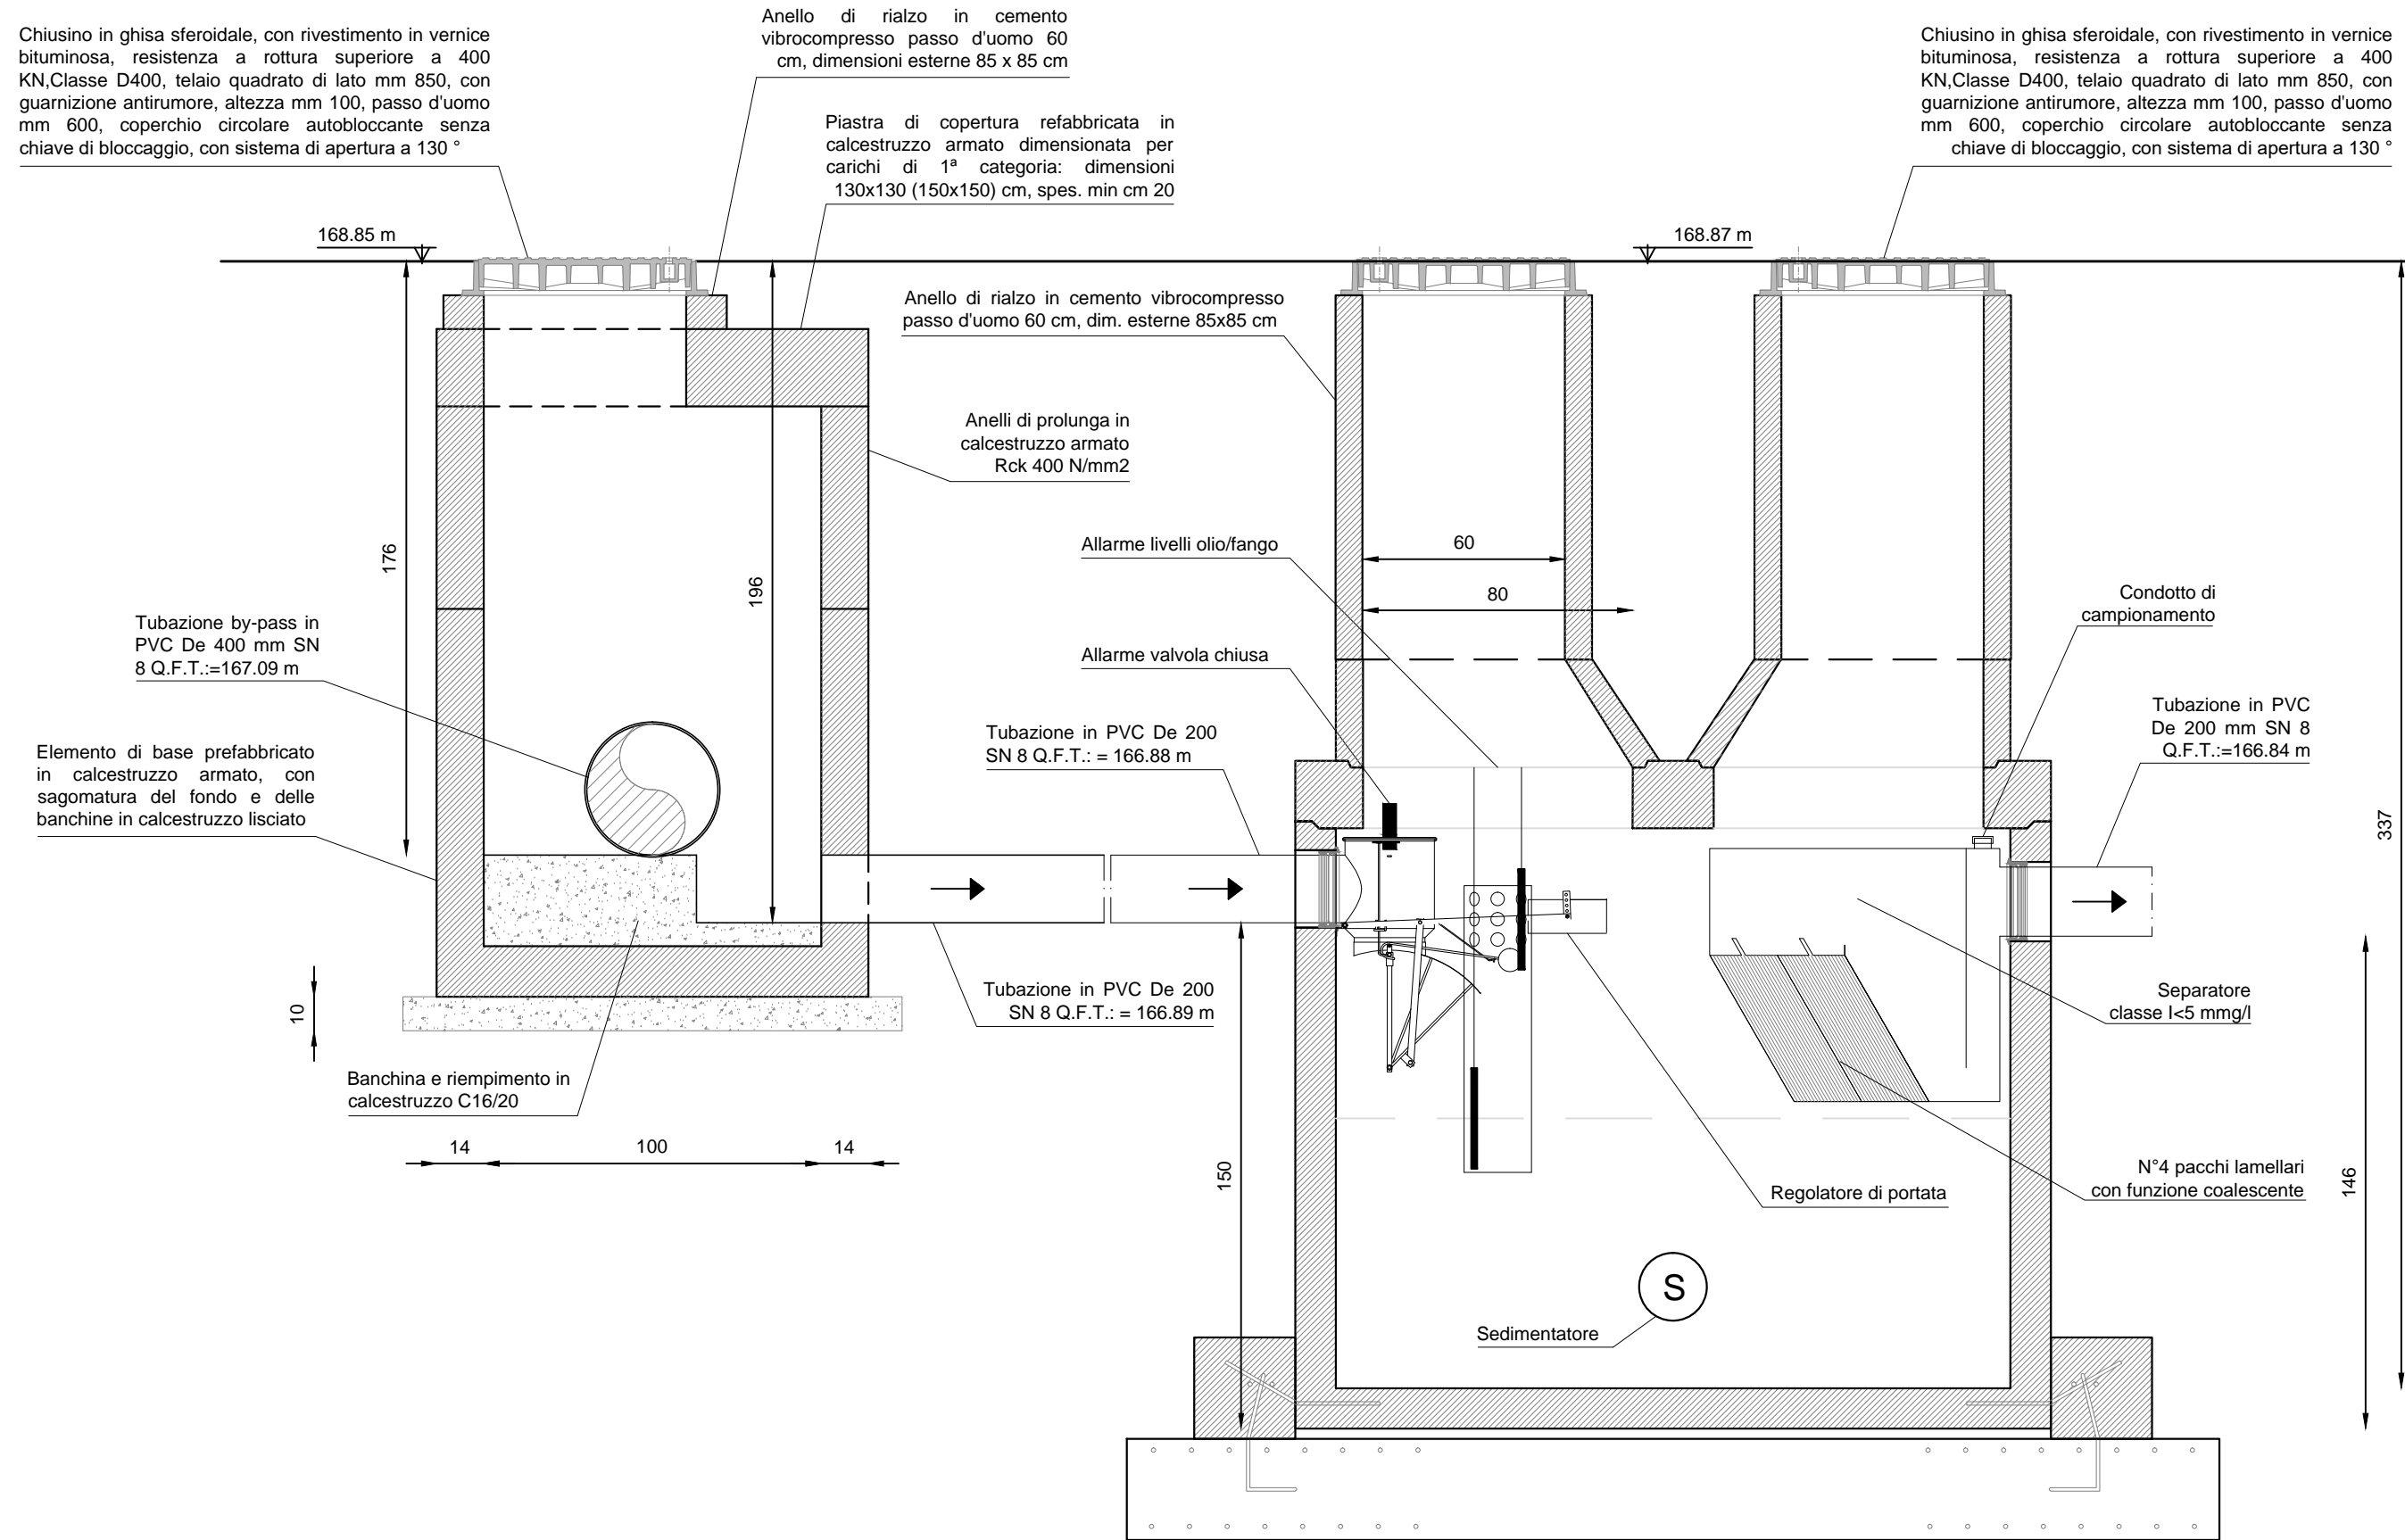 Chiusino in ghisa sferoidale, con rivestimento in vernice
bituminosa, resistenza a rottura superiore a 400
KN,Classe D400, telaio quadrato di lato mm 850, con
guarnizione antirumore, altezza mm 100, passo d'uomo
mm 600, coperchio circolare autobloccante senza
chiave di bloccaggio, con sistema di apertura a 130 °
Anello di rialzo in cemento
vibrocompresso passo d'uomo 60
cm, dimensioni esterne 85 x 85 cm
Piastra di copertura refabbricata in
calcestruzzo armato dimensionata per
carichi di 1ª categoria: dimensioni
130x130 (150x150) cm, spes. min cm 20
Chiusino in ghisa sferoidale, con rivestimento in vernice
bituminosa, resistenza a rottura superiore a 400
KN,Classe D400, telaio quadrato di lato mm 850, con
guarnizione antirumore, altezza mm 100, passo d'uomo
mm 600, coperchio circolare autobloccante senza
chiave di bloccaggio, con sistema di apertura a 130 °
168.85 m
168.87 m
Anello di rialzo in cemento vibrocompresso
passo d'uomo 60 cm, dim. esterne 85x85 cm
Anelli di prolunga in
calcestruzzo armato
Rck 400 N/mm2
176
196
Allarme livelli olio/fango
60
80
Condotto di
campionamento
Tubazione by-pass in
PVC De 400 mm SN
8 Q.F.T.:=167.09 m
Allarme valvola chiusa
Tubazione in PVC De 200
SN 8 Q.F.T.: = 166.88 m
Tubazione in PVC
De 200 mm SN 8
Q.F.T.:=166.84 m
Elemento di base prefabbricato
in calcestruzzo armato, con
sagomatura del fondo e delle
banchine in calcestruzzo lisciato
337
10
Tubazione in PVC De 200
SN 8 Q.F.T.: = 166.89 m
Separatore
classe I<5 mmg/l
Banchina e riempimento in
calcestruzzo C16/20
14
100
14
150
Regolatore di portata
N°4 pacchi lamellari
con funzione coalescente
146
S
Sedimentatore